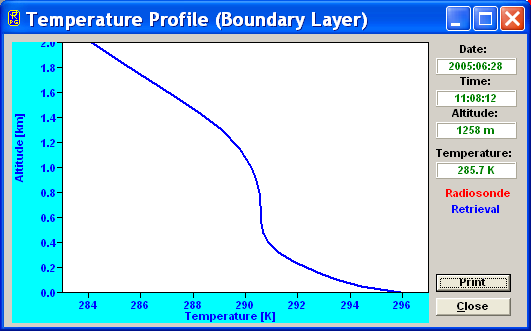 Temperature Profile (Boundary Layer)
2.0
1.8
1.6
1.4
1.2
1.0
0.8
0.6
0.4
0.2
0.0
Altitude [km]
284 286 288 290 292 294 296
Temperature [K]
Date:
2005:06:28
Time:
11:08:12
Altitude:
1258 m
Temperature:
285.7 K
Radiosonde
Retrieval
Print
Close